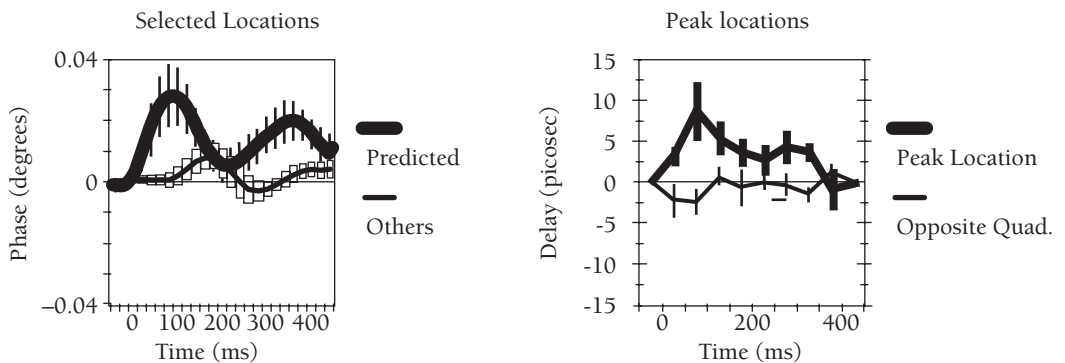 Selected Locations
0.04
0
–0.04
Phase (degrees)
0 100 200 300 400
Time (ms)
Predicted
Others
Peak locations
15
10
5
0
-5
-10
-15
Delay (picosec)
0 200 400
Time (ms)
Peak Location
Opposite Quad.